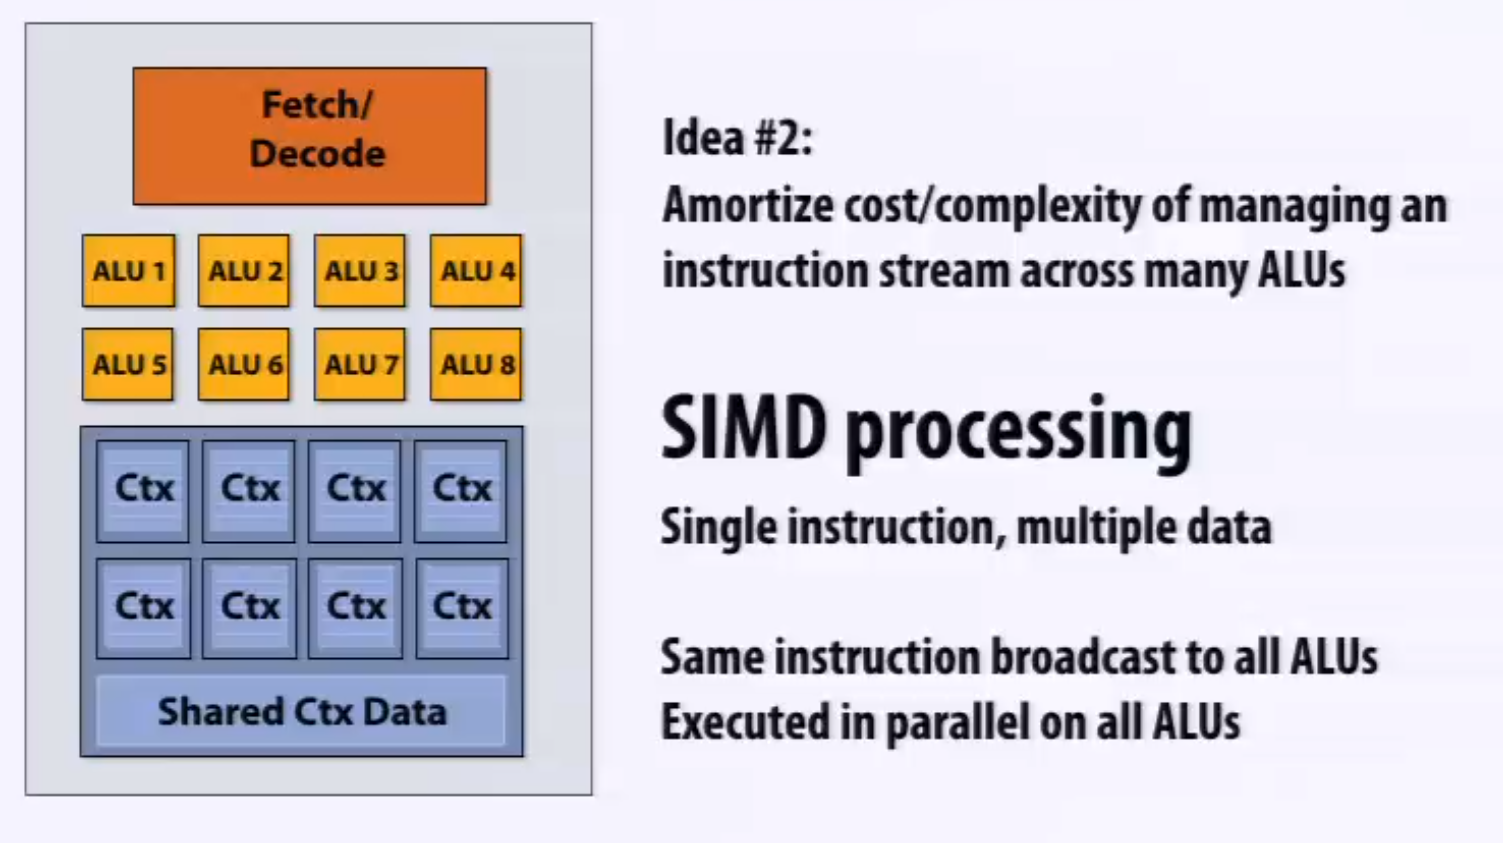 Fetch/
Decode
ALU 1 ALU 2 ALU 3 ALU 4
ALU 5 ALU 6 ALU 7 ALU 8
Ctx Ctx Ctx Ctx
Ctx Ctx Ctx Ctx
Shared Ctx Data
Idea #2:
Amortize cost/complexity of managing an
instruction stream across many ALUs
SIMD processing
Single instruction, multiple data
Same instruction broadcast to all ALUs
Executed in parallel on all ALUs